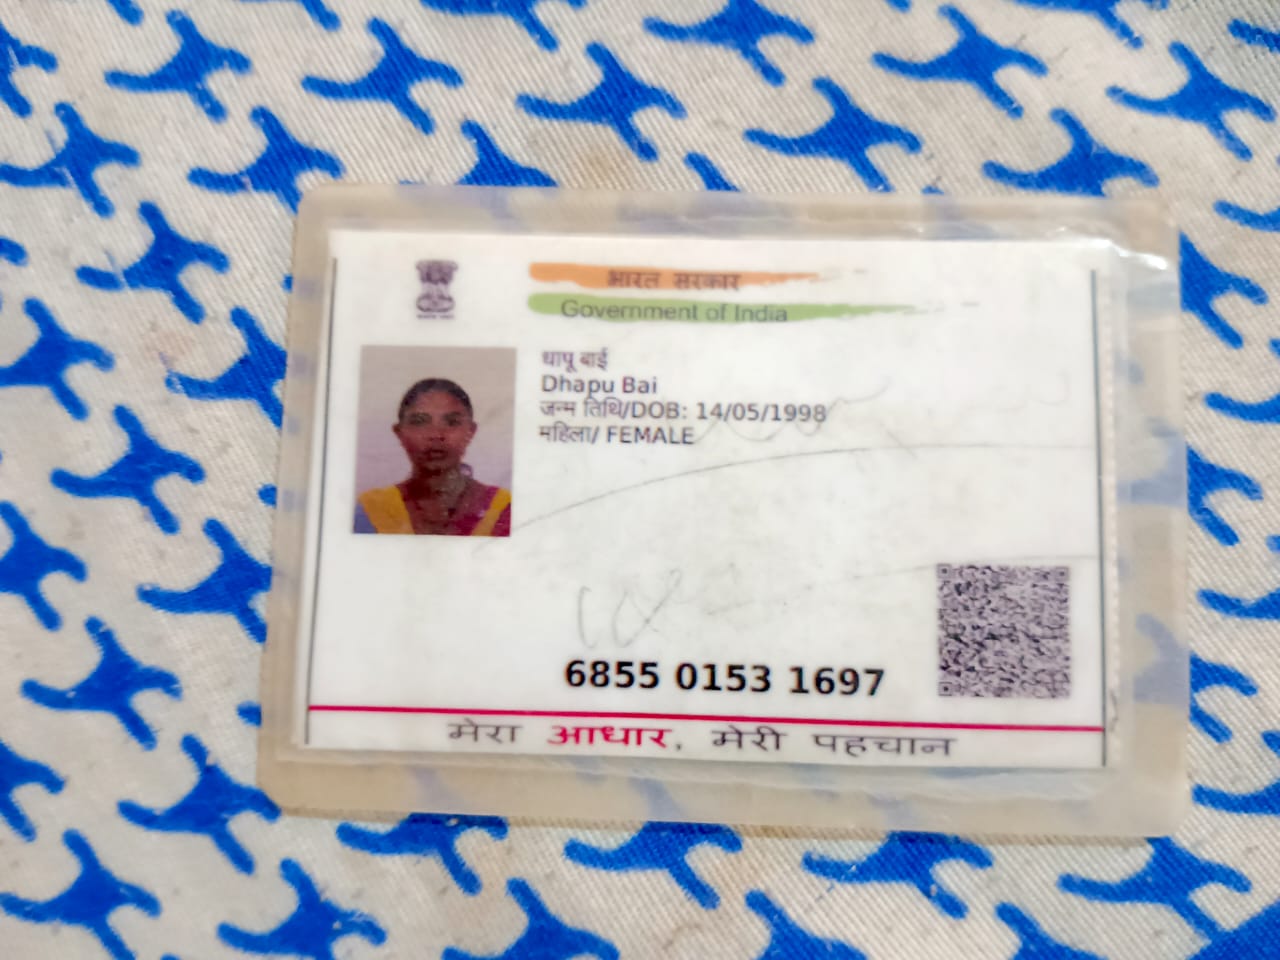 भारत सरकार
Government of India
धापू बाई
Dhapu Bai
जन्म तिथि/DOB: 14/05/1998
महिला/ FEMALE
6855 0153 1697
मेरा आधार, मेरी पहचान